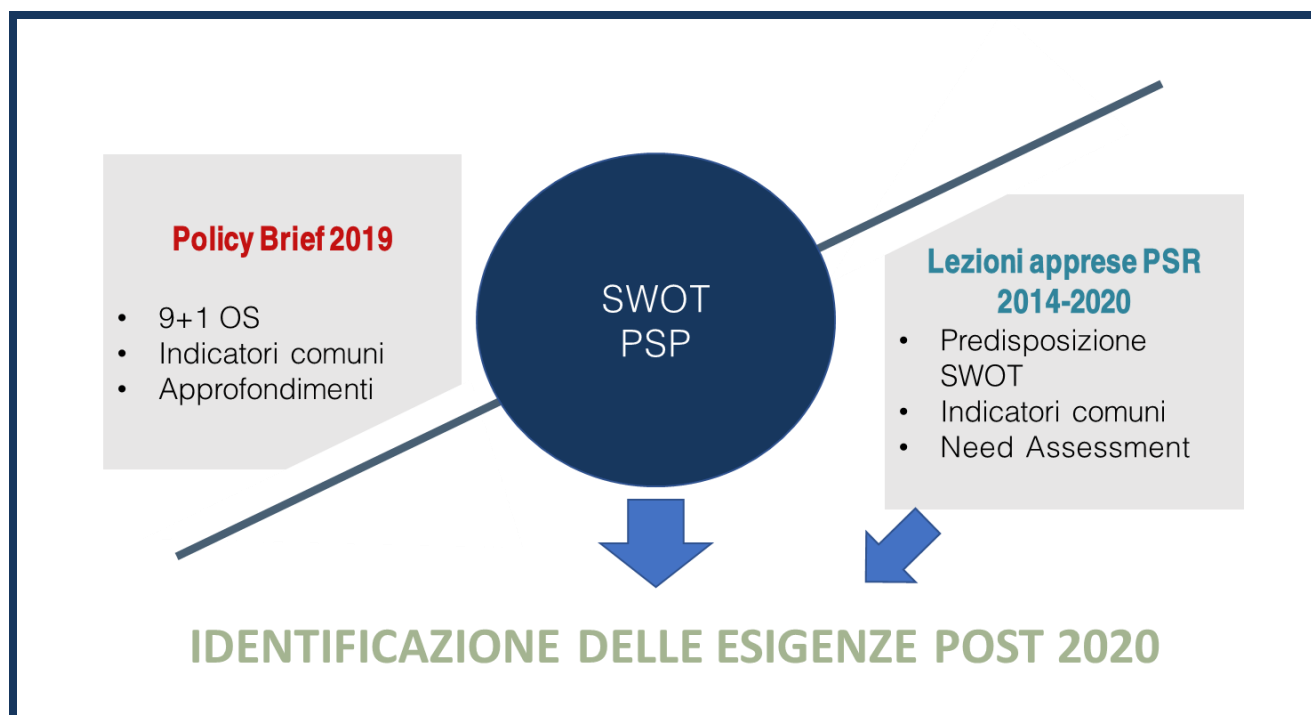 Policy Brief 2019
• 9+1 OS
• Indicatori comuni
• Approfondimenti
SWOT
PSP
Lezioni apprese PSR
2014-2020
• Predisposizione
SWOT
• Indicatori comuni
• Need Assessment
IDENTIFICAZIONE DELLE ESIGENZE POST 2020